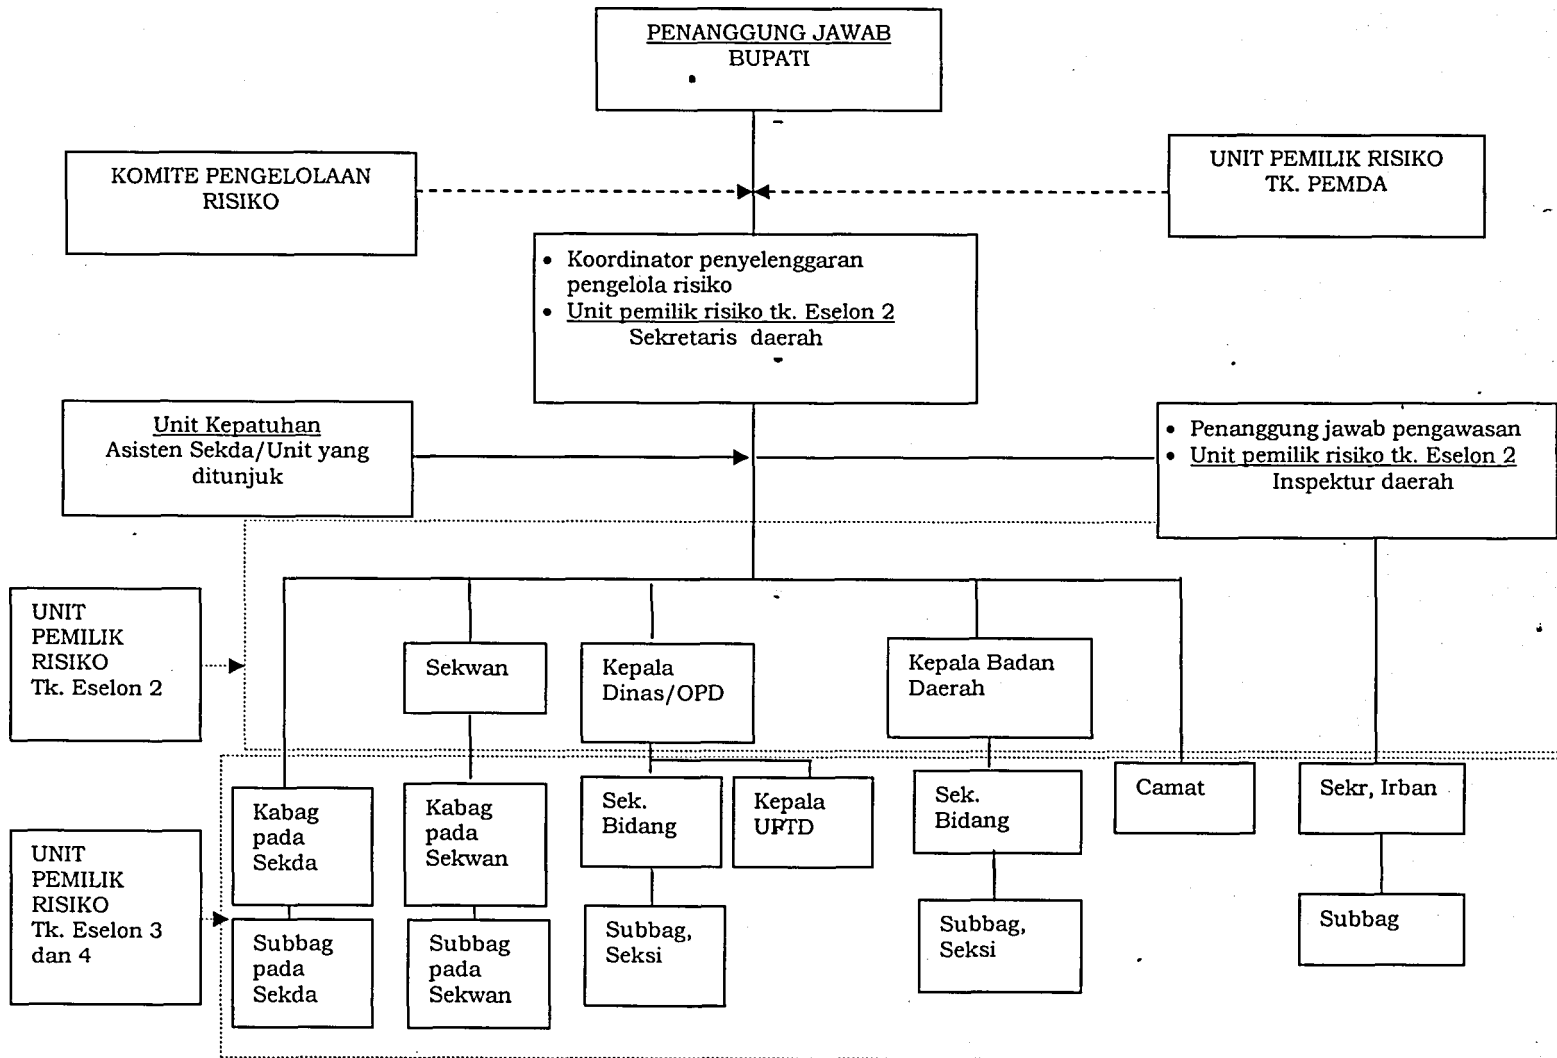 PENANGGUNG JAWAB
BUPATI
KOMITE PENGELOLAAN
RISIKO
UNIT PEMILIK RISIKO
TK. PEMDA
• Koordinator penyelenggaran
pengelola risiko
• Unit pemilik risiko tk. Eselon 2
Sekretaris daerah
Unit Kepatuhan
Asisten Sekda/Unit yang
ditunjuk
• Penanggung jawab pengawasan
• Unit pemilik risiko tk. Eselon 2
Inspektur daerah
UNIT
PEMILIK
RISIKO
Tk. Eselon 2
Sekwan
Kepala
Dinas/OPD
Kepala Badan
Daerah
UNIT
PEMILIK
RISIKO
Tk. Eselon 3
dan 4
Kabag
pada
Sekda
Kabag
pada
Sekwan
Sek.
Bidang
Kepala
UPTD
Sek.
Bidang
Camat
Sekr, Irban
Subbag
pada
Sekda
Subbag
pada
Sekwan
Subbag,
Seksi
Subbag,
Seksi
Subbag